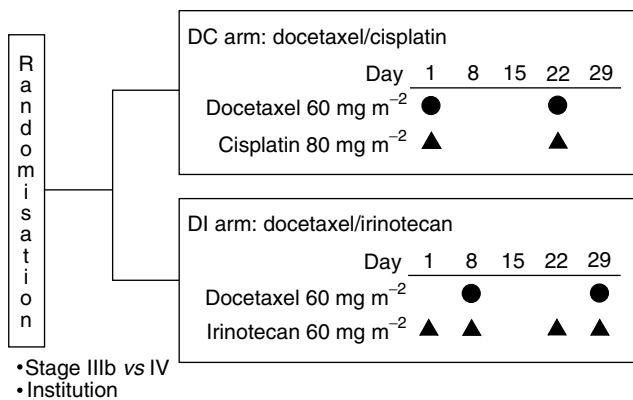 Randomisation
DC arm: docetaxel/cisplatin
Day 1 8 15 22 29
Docetaxel 60 mg m⁻²
Cisplatin 80 mg m⁻²
DI arm: docetaxel/irinotecan
Day 1 8 15 22 29
Docetaxel 60 mg m⁻²
Irinotecan 60 mg m⁻²
•Stage IIIb vs IV
•Institution